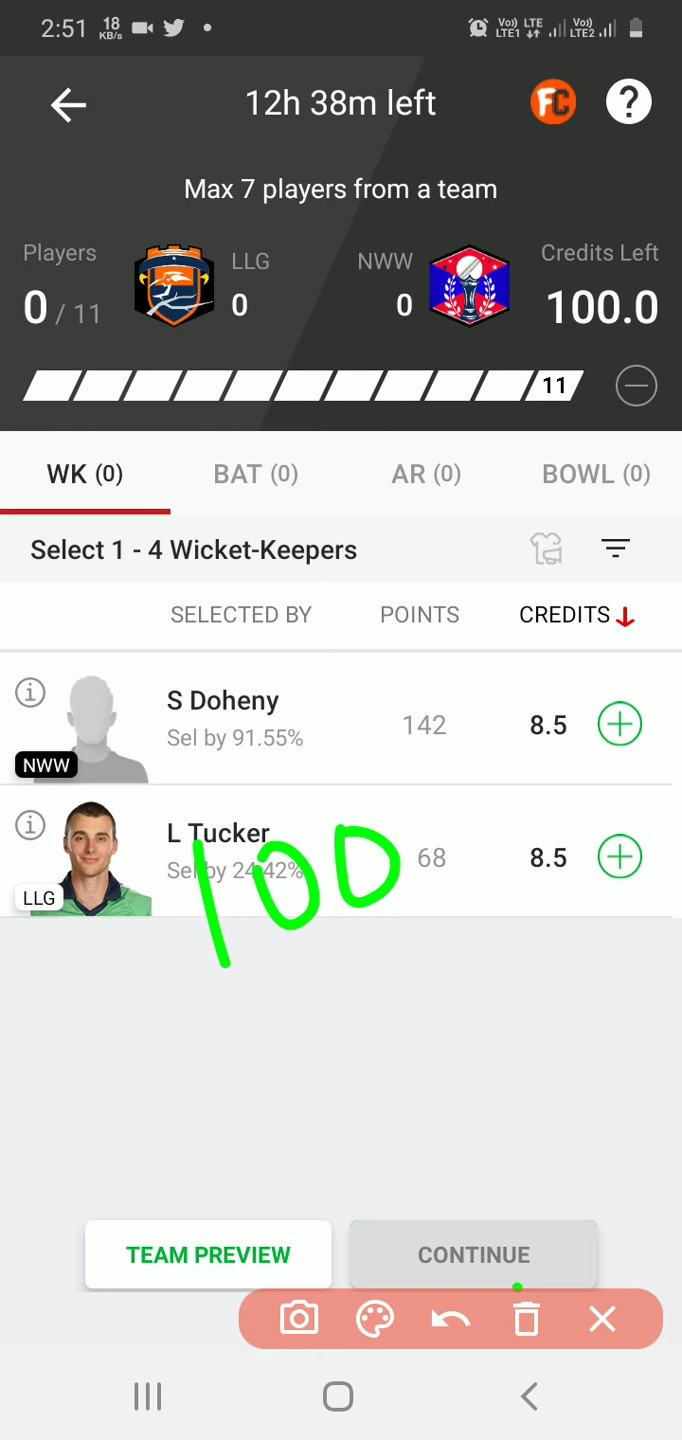 2:51 18 KB/s Vo) LTE LTE1 Vo) LTE2
12h 38m left FC ?
Max 7 players from a team
Players LLG NWW Credits Left
0 / 11 0 0 100.0
11
WK (0) BAT (0) AR (0) BOWL (0)
Select 1 - 4 Wicket-Keepers
SELECTED BY POINTS CREDITS
S Doheny
Sel by 91.55% 142 8.5
NWW
L Tucker
Sel by 24.42% 68 8.5
LLG
100
TEAM PREVIEW CONTINUE